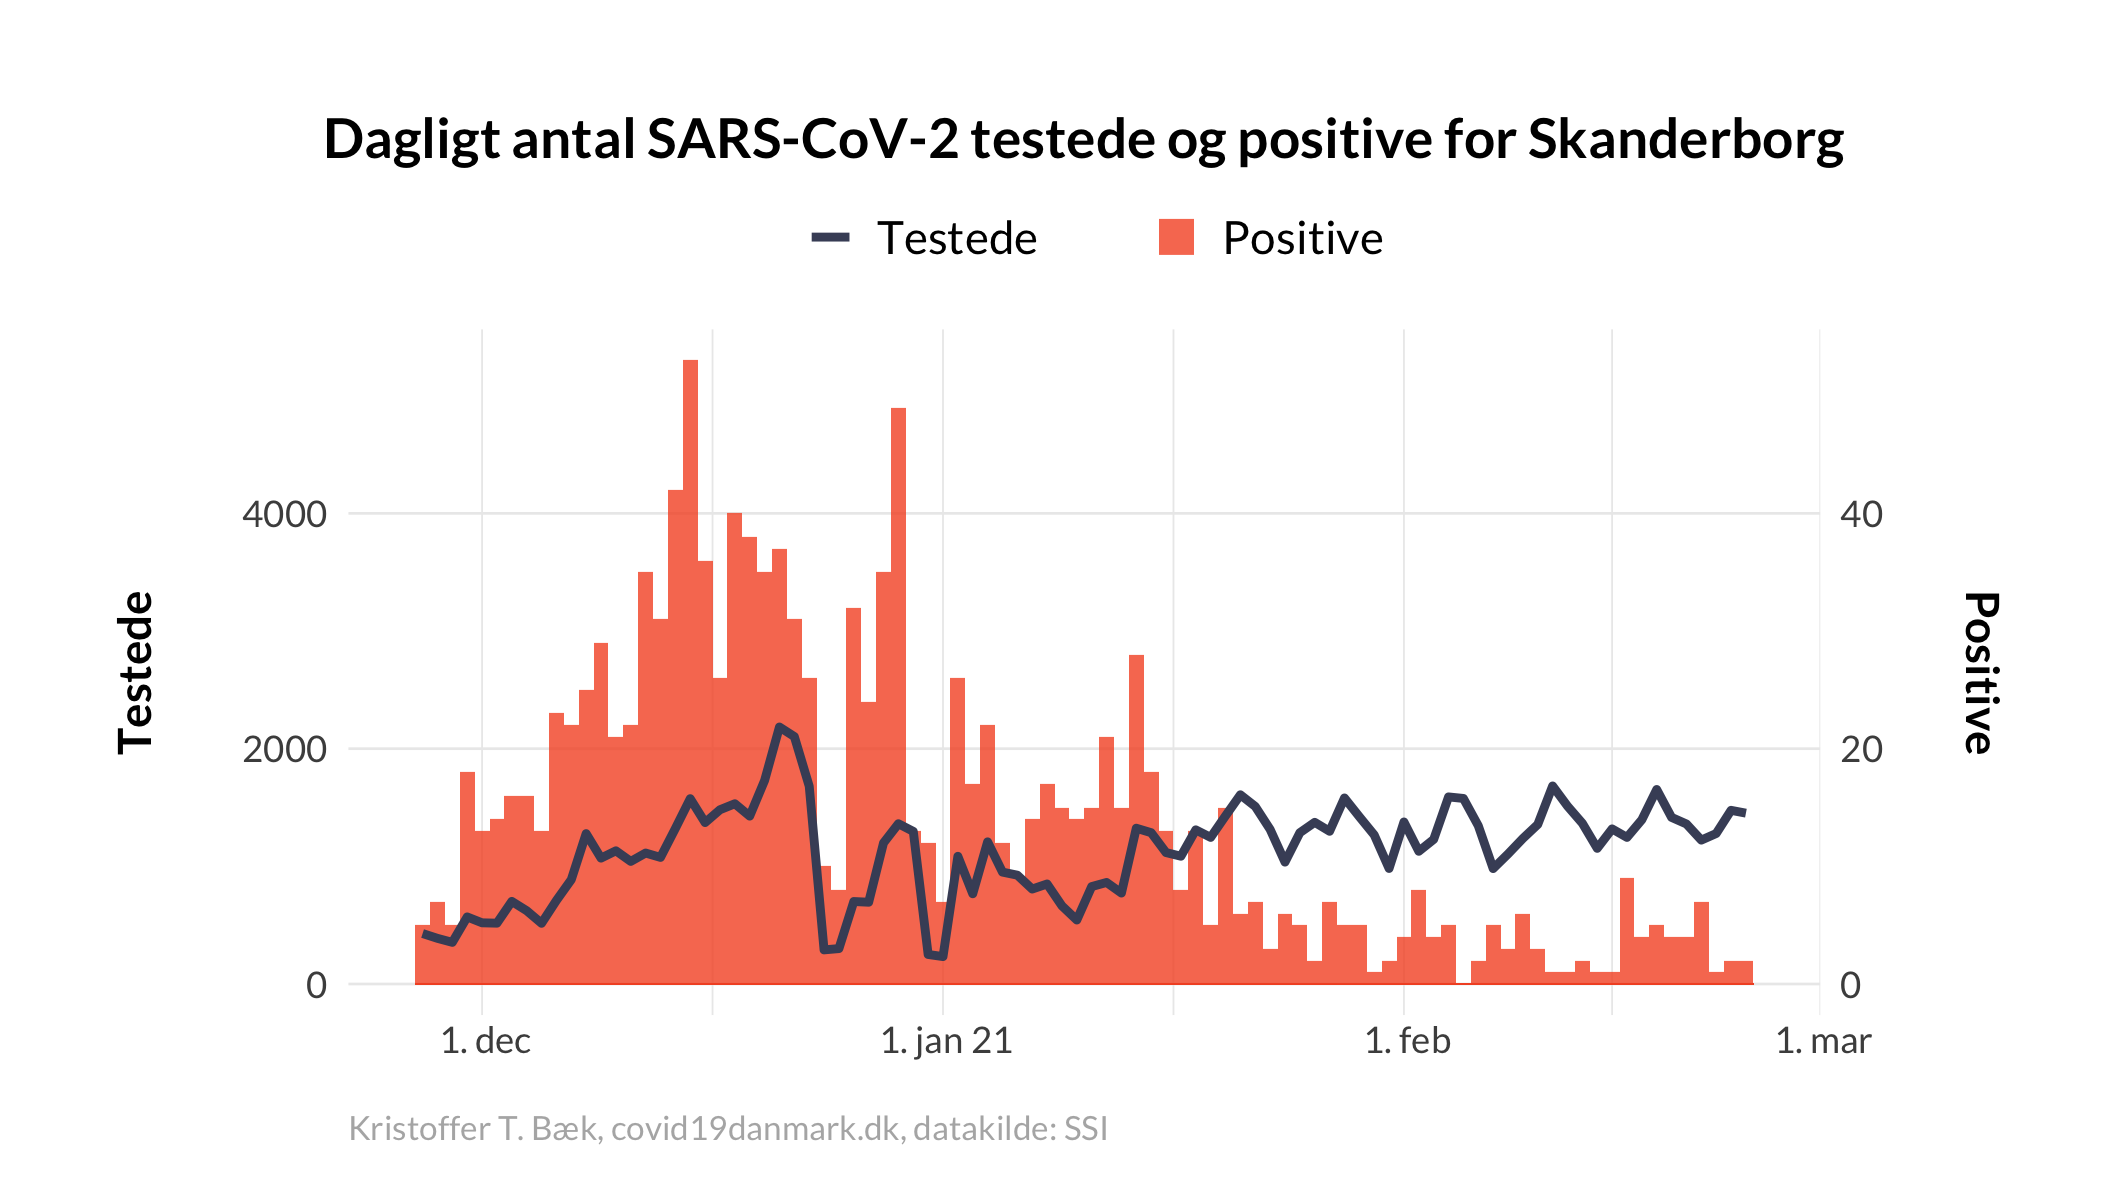 Dagligt antal SARS-CoV-2 testede og positive for Skanderborg
Testede
Positive
Testede
4000
2000
0
40
20
0
Positive
1. dec
1. jan 21
1. feb
1. mar
Kristoffer T. Bæk, covid19danmark.dk, datakilde: SSI